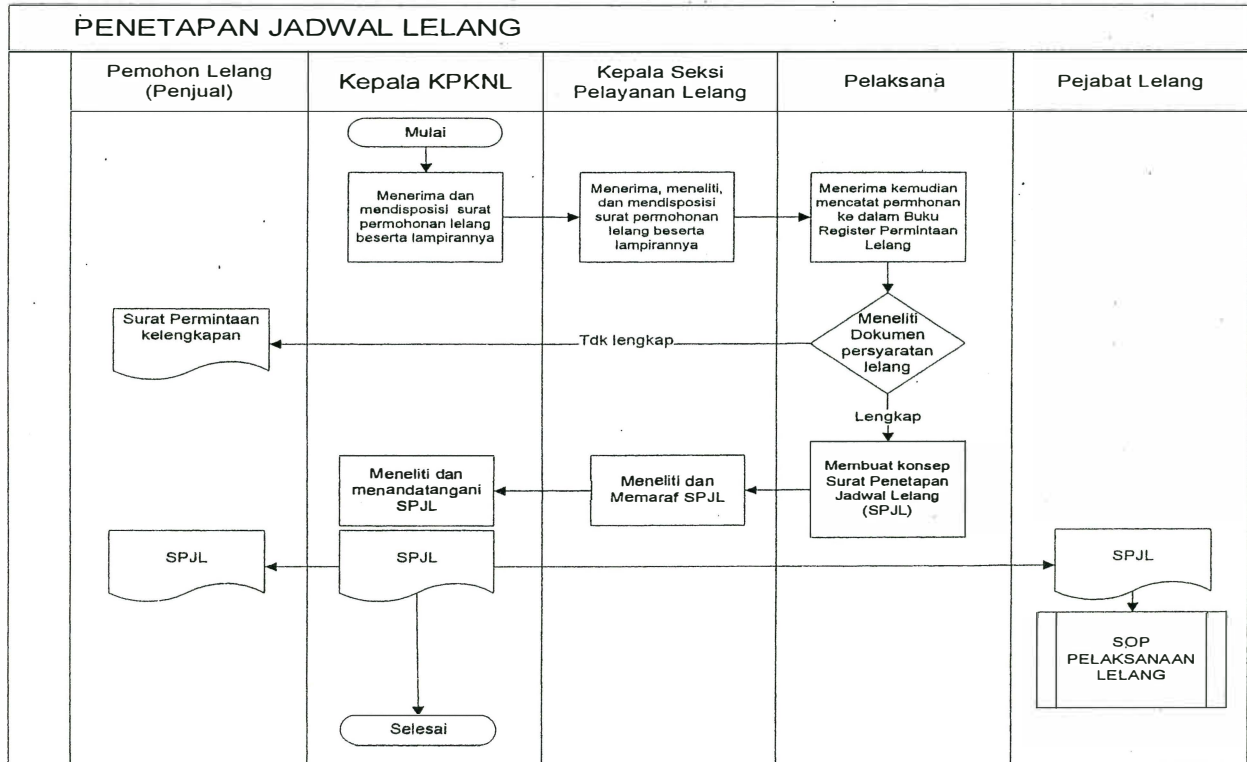 PENETAPAN JADWAL LELANG
Pemohon Lelang
(Penjual)
Kepala KPKNL
Kepala Seksi
Pelayanan Lelang
Pelaksana
Pejabat Lelang
Mulai
Menerima dan
mendisposisi surat
permohonan lelang
beserta lampirannya
Menerima, meneliti,
dan mendisposisi
surat permohonan
lelang beserta
lampirannya
Menerima kemudian
mencatat permhonan
ke dalam Buku
Register Permintaan
Lelang
Surat Permintaan
kelengkapan
Tdk lengkap
Meneliti
Dokumen
persyaratan
lelang
Lengkap
Meneliti dan
menandatangani
SPJL
Meneliti dan
Memaraf SPJL
Membuat konsep
Surat Penetapan
Jadwal Lelang
(SPJL)
SPJL
SPJL
SPJL
SOP
PELAKSANAAN
LELANG
Selesai